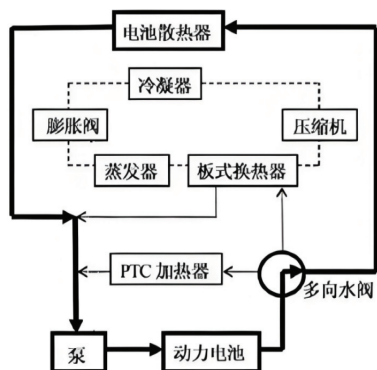 电池散热器
冷凝器
膨胀阀
压缩机
蒸发器
板式换热器
PTC 加热器
多向水阀
泵
动力电池